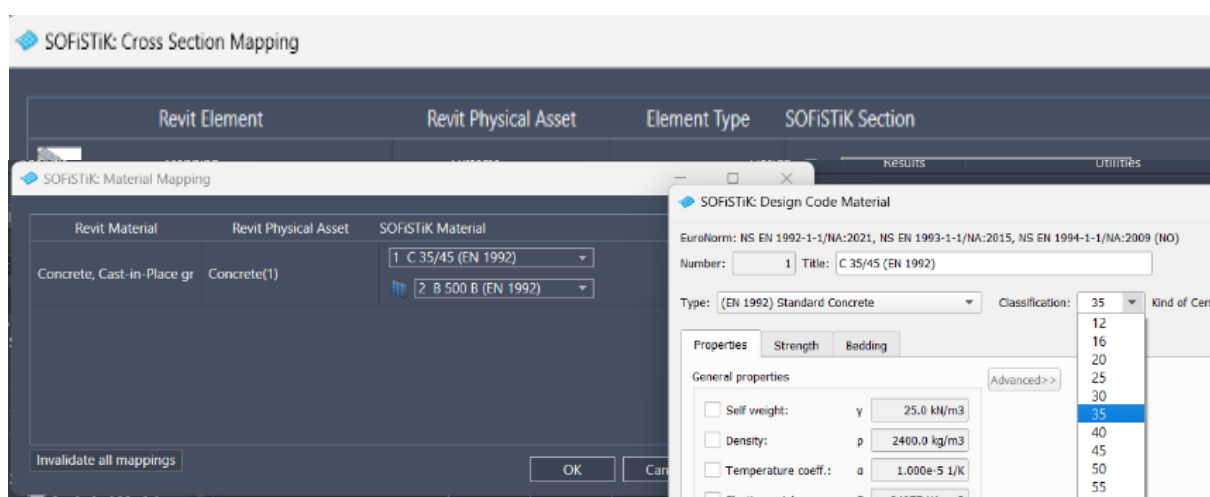 SOFiSTiK: Cross Section Mapping
Revit Element Revit Physical Asset Element Type SOFiSTiK Section
Results Utilities
SOFiSTiK: Material Mapping
Revit Material Revit Physical Asset SOFiSTiK Material
Concrete, Cast-in-Place gr Concrete(1) 1 C 35/45 (EN 1992)
2 B 500 B (EN 1992)
Invalidate all mappings
OK Can
SOFiSTiK: Design Code Material
EuroNorm: NS EN 1992-1-1/NA:2021, NS EN 1993-1-1/NA:2015, NS EN 1994-1-1/NA:2009 (NO)
Number: 1 Title: C 35/45 (EN 1992)
Type: (EN 1992) Standard Concrete Classification: 35 Kind of Cen
12
16
20
25
30
35
40
45
50
55
Properties Strength Bedding
General properties Advanced>>
Self weight: γ 25.0 kN/m3
Density: ρ 2400.0 kg/m3
Temperature coeff.: α 1.000e-5 1/K